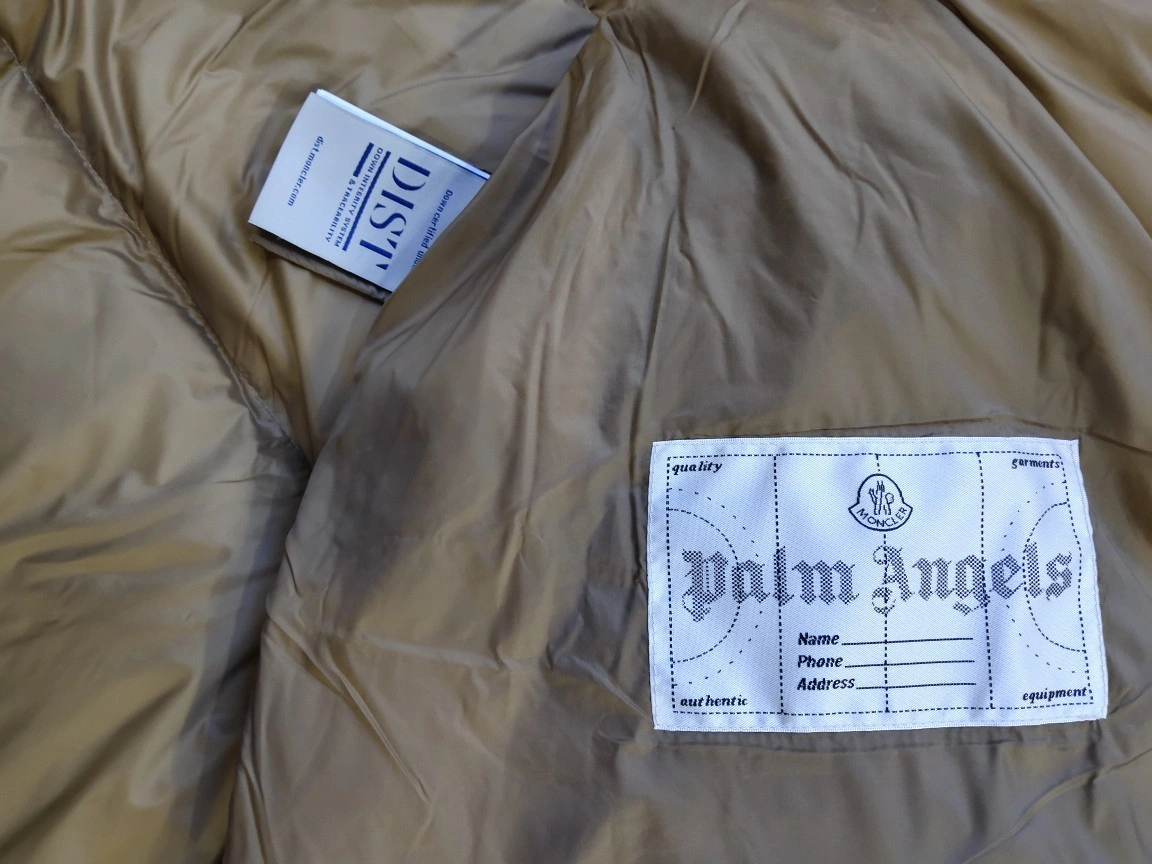 dist.moncler.com
DIST
DOWN INTEGRITY SYSTEM
& TRACEABILITY
Down certified
quality
garments
MONCLER
Palm Angels
Name
Phone
Address
authentic
equipment